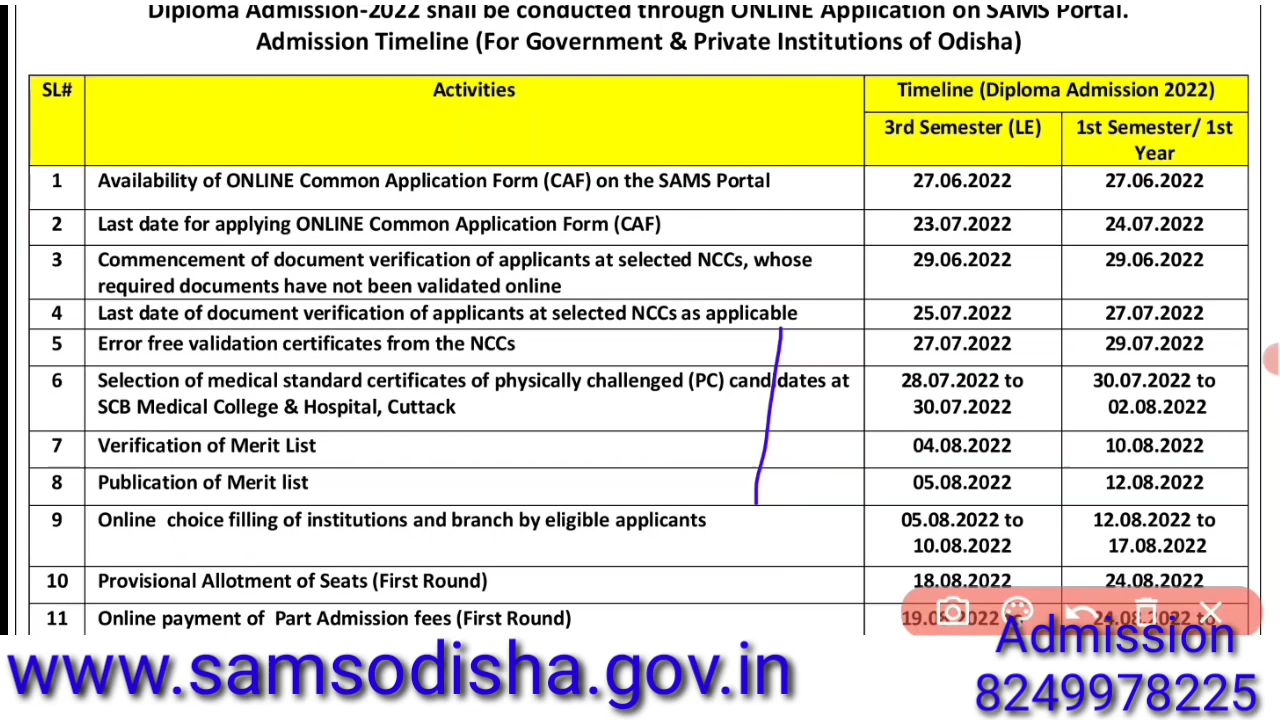 Diploma Admission-2022 shall be conducted through ONLINE Application on SAMS Portal.
Admission Timeline (For Government & Private Institutions of Odisha)
SL# Activities Timeline (Diploma Admission 2022)
3rd Semester (LE) 1st Semester/ 1st
Year
1 Availability of ONLINE Common Application Form (CAF) on the SAMS Portal 27.06.2022 27.06.2022
2 Last date for applying ONLINE Common Application Form (CAF) 23.07.2022 24.07.2022
3 Commencement of document verification of applicants at selected NCCs, whose 29.06.2022 29.06.2022
required documents have not been validated online
4 Last date of document verification of applicants at selected NCCs as applicable 25.07.2022 27.07.2022
5 Error free validation certificates from the NCCs 27.07.2022 29.07.2022
6 Selection of medical standard certificates of physically challenged (PC) candidates at 28.07.2022 to 30.07.2022 to
SCB Medical College & Hospital, Cuttack 30.07.2022 02.08.2022
7 Verification of Merit List 04.08.2022 10.08.2022
8 Publication of Merit list 05.08.2022 12.08.2022
9 Online choice filling of institutions and branch by eligible applicants 05.08.2022 to 12.08.2022 to
10.08.2022 17.08.2022
10 Provisional Allotment of Seats (First Round) 18.08.2022 24.08.2022
11 Online payment of Part Admission fees (First Round) 24.08.2022 to
www.samsodisha.gov.in
Admission
8249978225